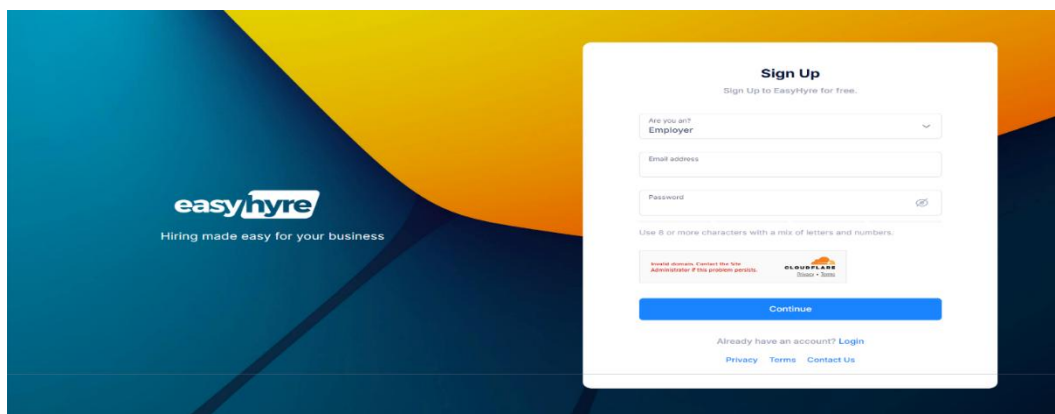 easyhyre
Hiring made easy for your business
Sign Up
Sign Up to EasyHyre for free.
Are you an?
Employer
Email address
Password
Use 8 or more characters with a mix of letters and numbers.
Invalid domain. Contact the Site
Administrator if this problem persists.
CLOUDFLARE
Privacy • Terms
Continue
Already have an account? Login
Privacy Terms Contact Us